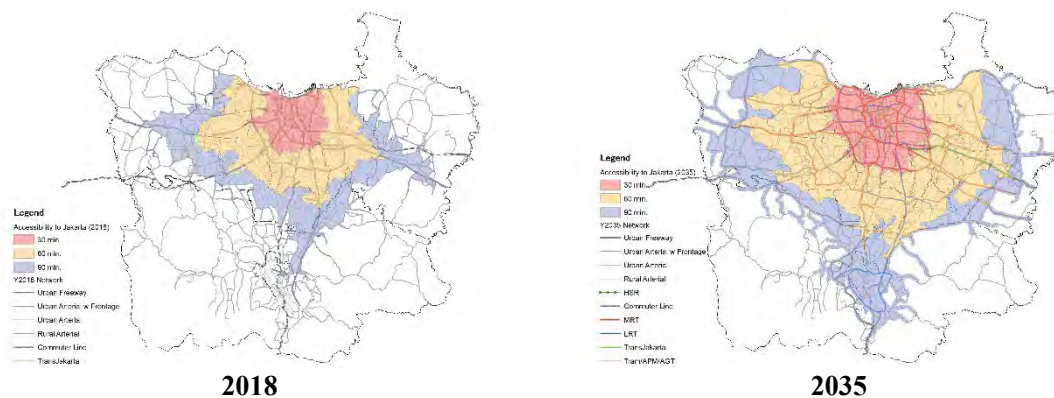 Legend
Accessibility to Jakarta (2018)
30 min.
60 min.
90 min.
Y2018 Network
Urban Freeway
Urban Arterial w Frontage
Urban Arterial
Rural Arterial
Commuter Line
TransJakarta
2018
Legend
Accessibility to Jakarta (2035)
30 min.
60 min.
90 min.
Y2035 Network
Urban Freeway
Urban Arterial w Frontage
Urban Arterial
Rural Arterial
HSR
Commuter Line
MRT
LRT
TransJakarta
Tram/APM/AGT
2035